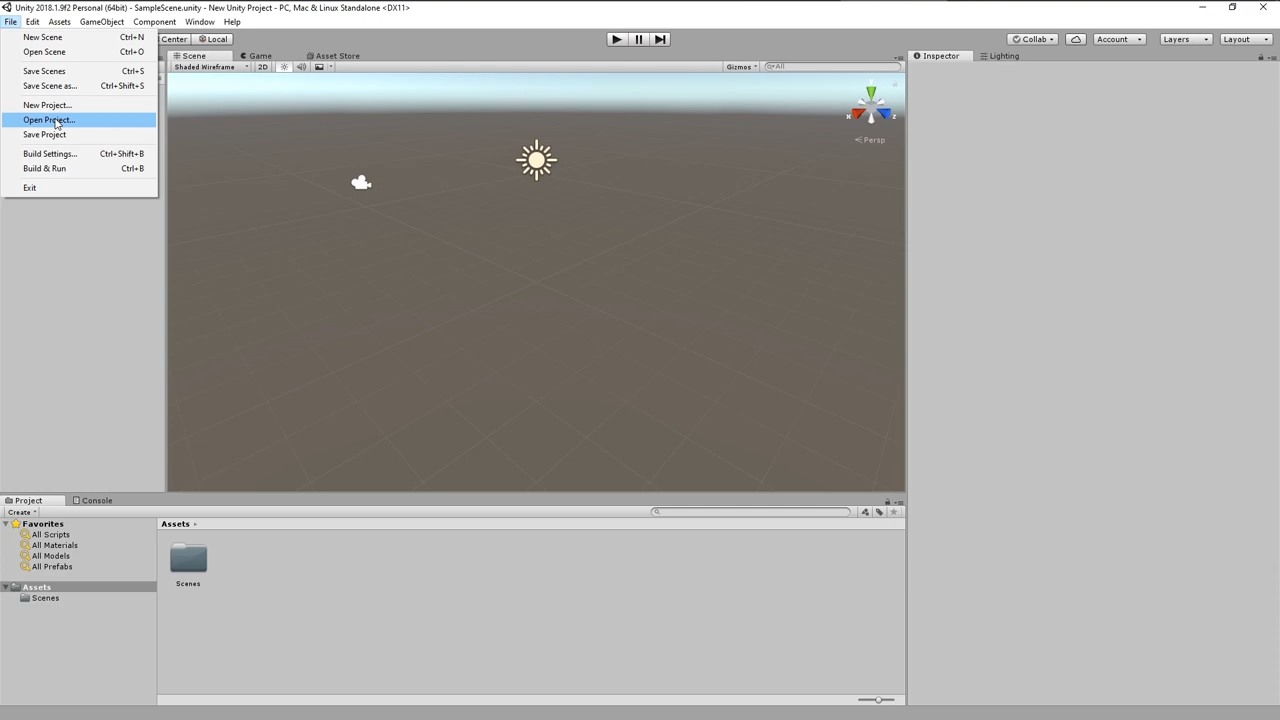 Unity 2018.1.9f2 Personal (64bit) - SampleScene.unity - New Unity Project - PC, Mac & Linux Standalone <DX11>
File Edit Assets GameObject Component Window Help
New Scene Ctrl+N
Open Scene Ctrl+O
Save Scenes Ctrl+S
Save Scene as... Ctrl+Shift+S
New Project...
Open Project...
Save Project
Build Settings... Ctrl+Shift+B
Build & Run Ctrl+B
Exit
Center Local
Collab Account Layers Layout
Scene Game Asset Store
Inspector Lighting
Shaded Wireframe 2D Gizmos All
x z
Persp
Project Console
Create
Favorites
All Scripts
All Materials
All Models
All Prefabs
Assets
Scenes
Assets
Scenes